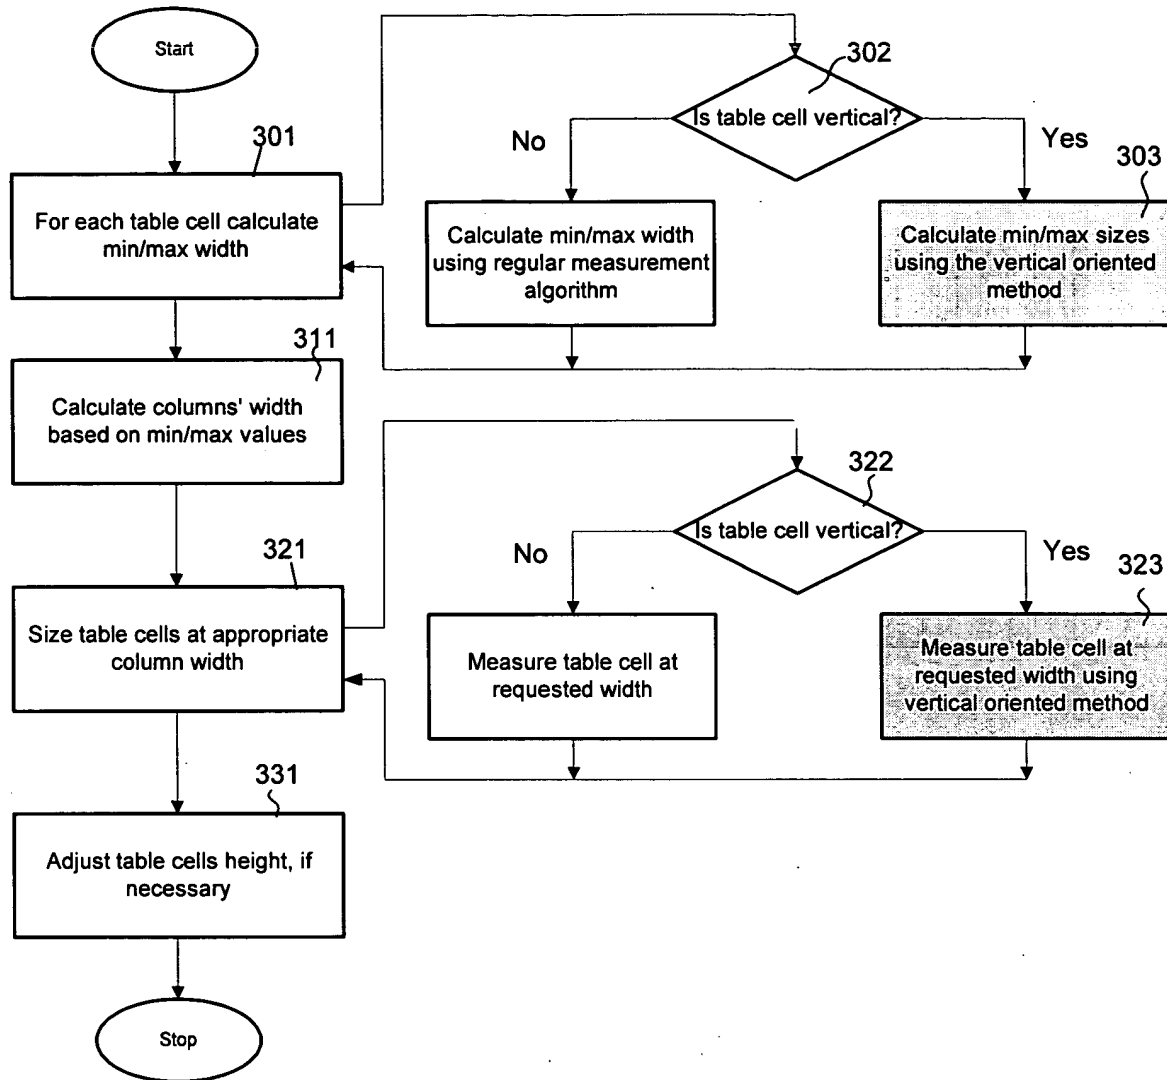 Start
302
Is table cell vertical?
No
Yes
301
303
For each table cell calculate
min/max width
Calculate min/max width
using regular measurement
algorithm
Calculate min/max sizes
using the vertical oriented
method
311
Calculate columns' width
based on min/max values
322
Is table cell vertical?
No
Yes
321
323
Size table cells at appropriate
column width
Measure table cell at
requested width
Measure table cell at
requested width using
vertical oriented method
331
Adjust table cells height, if
necessary
Stop